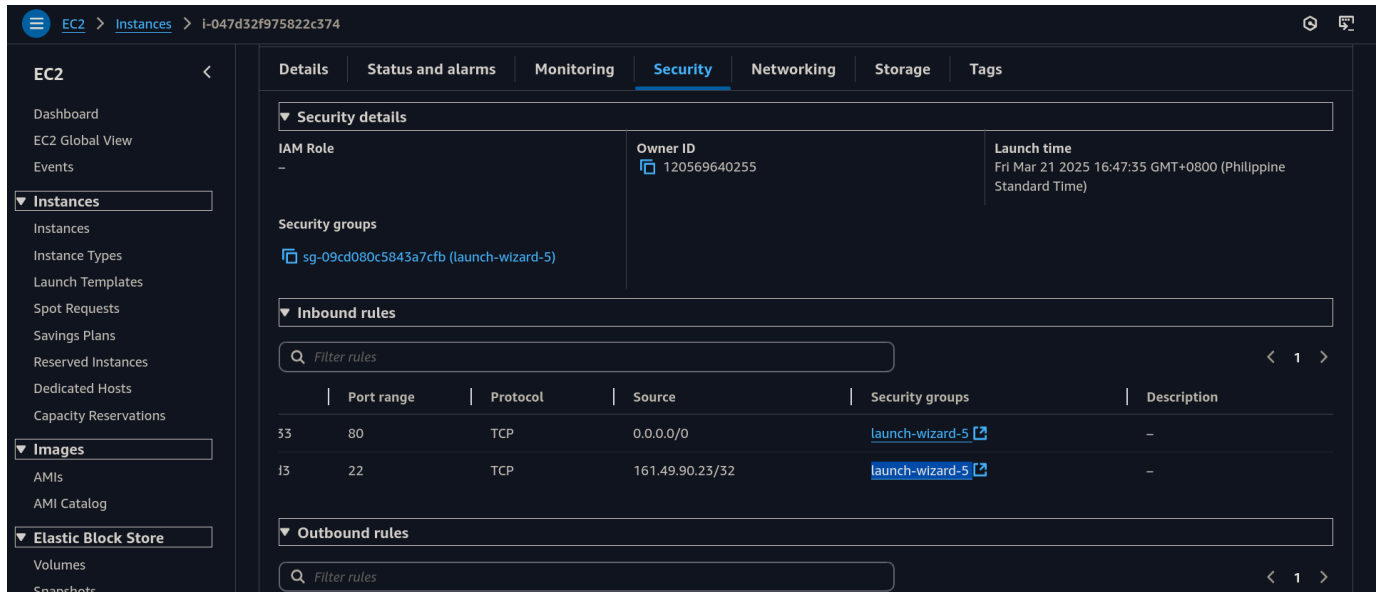 EC2 > Instances > i-047d32f975822c374
EC2
Dashboard
EC2 Global View
Events
Instances
Instances
Instance Types
Launch Templates
Spot Requests
Savings Plans
Reserved Instances
Dedicated Hosts
Capacity Reservations
Images
AMIs
AMI Catalog
Elastic Block Store
Volumes
Snapshots
Details Status and alarms Monitoring Security Networking Storage Tags
Security details
IAM Role
–
Owner ID
120569640255
Launch time
Fri Mar 21 2025 16:47:35 GMT+0800 (Philippine
Standard Time)
Security groups
sg-09cd080c5843a7cfb (launch-wizard-5)
Inbound rules
Filter rules
1
Port range Protocol Source Security groups Description
33 80 TCP 0.0.0.0/0 launch-wizard-5 –
d3 22 TCP 161.49.90.23/32 launch-wizard-5 –
Outbound rules
Filter rules
1